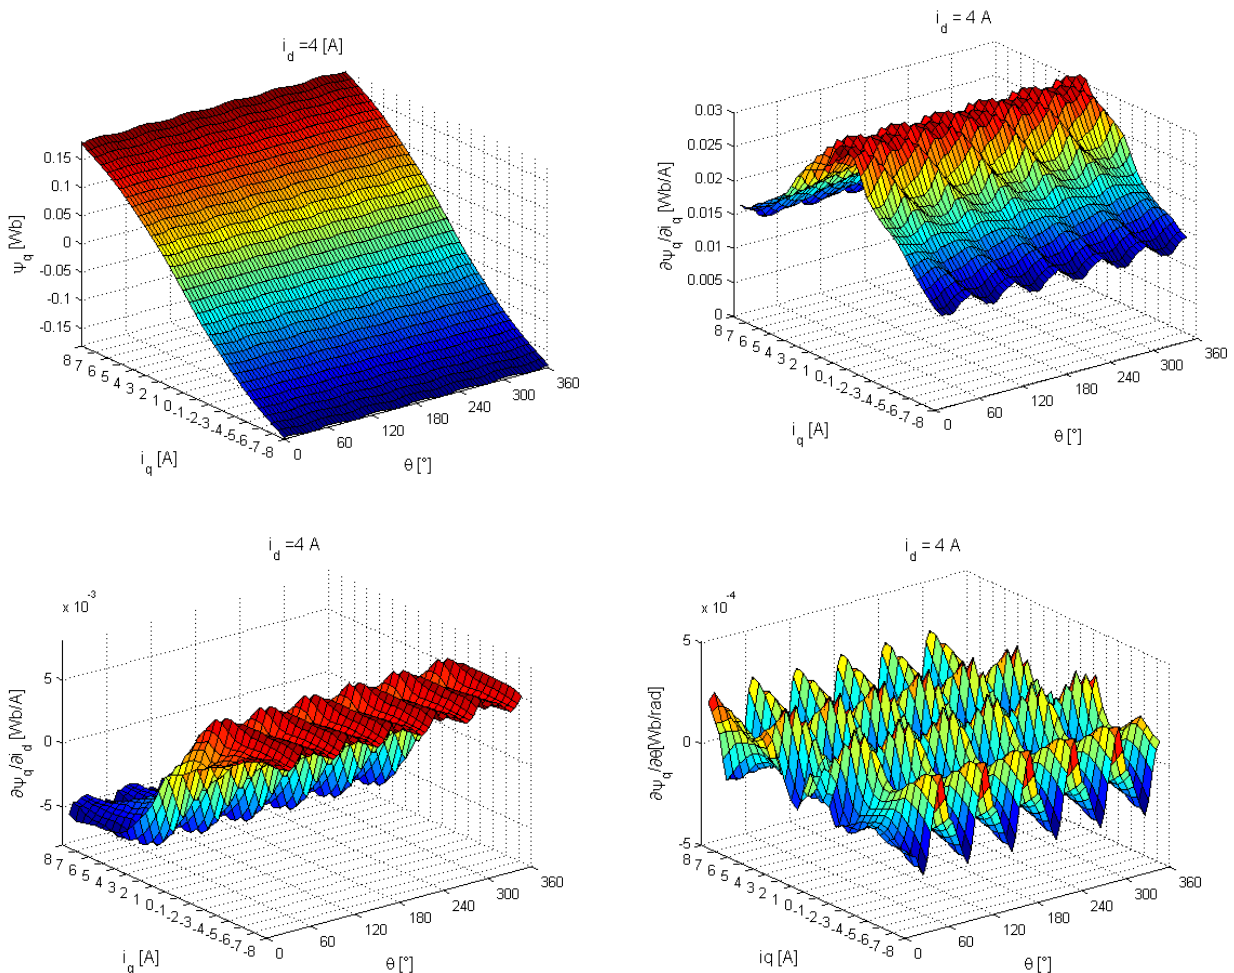 i_d =4 [A]
ψ_q [Wb]
0.15
0.1
0.05
0
-0.05
-0.1
-0.15
8 7 6 5 4 3 2 1 0 -1 -2 -3 -4 -5 -6 -7 -8
i_q [A]
0 60 120 180 240 300 360
θ [°]
i_d = 4 A
∂ψ_q/∂i_q [Wb/A]
0.03
0.025
0.02
0.015
0.01
0.005
0
8 7 6 5 4 3 2 1 0 -1 -2 -3 -4 -5 -6 -7 -8
i_q [A]
0 60 120 180 240 300 360
θ [°]
i_d =4 A
x 10^-3
∂ψ_q/∂i_d [Wb/A]
5
0
-5
8 7 6 5 4 3 2 1 0 -1 -2 -3 -4 -5 -6 -7 -8
i_q [A]
0 60 120 180 240 300 360
θ [°]
i_d = 4 A
x 10^-4
∂ψ_q/∂θ[Wb/rad]
5
0
-5
8 7 6 5 4 3 2 1 0 -1 -2 -3 -4 -5 -6 -7 -8
iq [A]
0 60 120 180 240 300 360
θ [°]